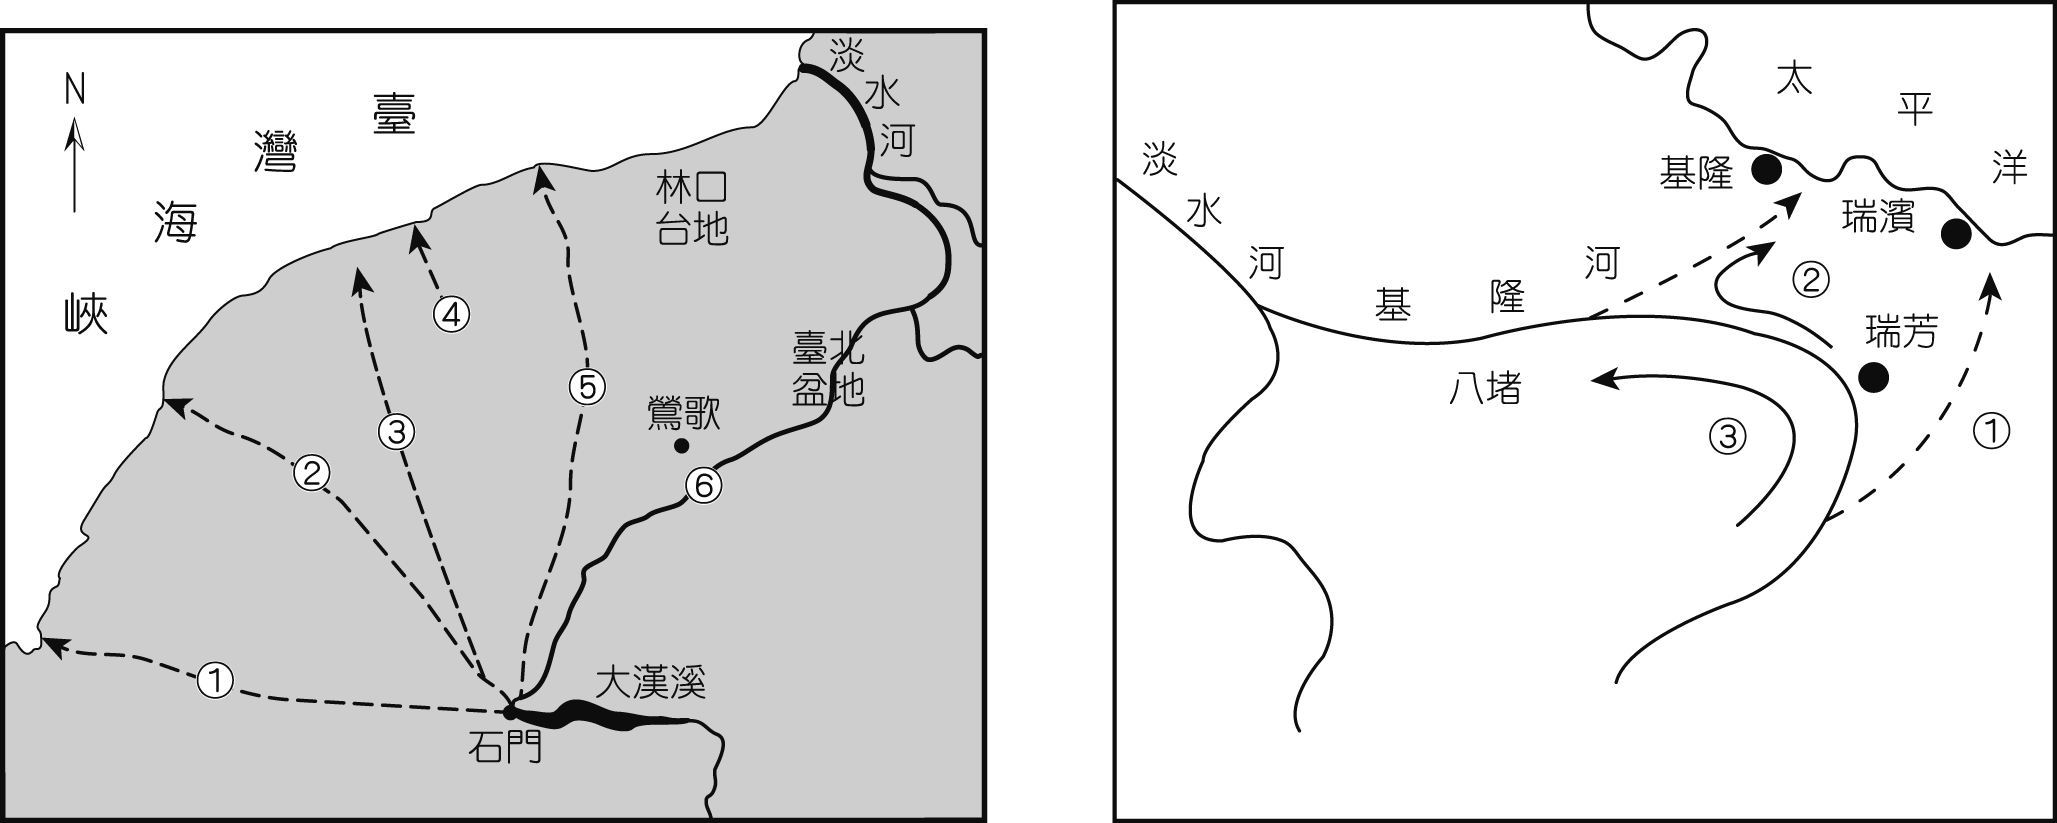 N
臺
灣
海
峽
淡
水
河
林口
台地
臺北
盆地
鶯歌
大漢溪
石門
①
②
③
④
⑤
⑥
太
平
洋
淡
水
河
基
隆
河
基隆
瑞濱
瑞芳
八堵
②
③
①